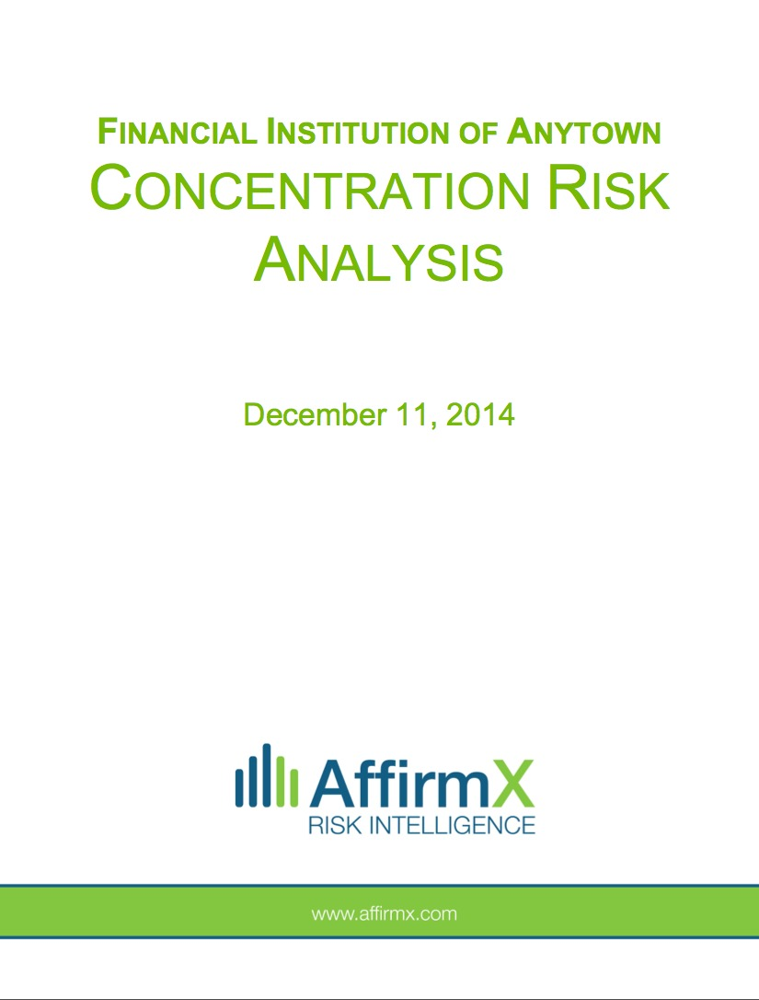 FINANCIAL INSTITUTION OF ANYTOWN
CONCENTRATION RISK
ANALYSIS
December 11, 2014
AffirmX
RISK INTELLIGENCE
www.affirmx.com